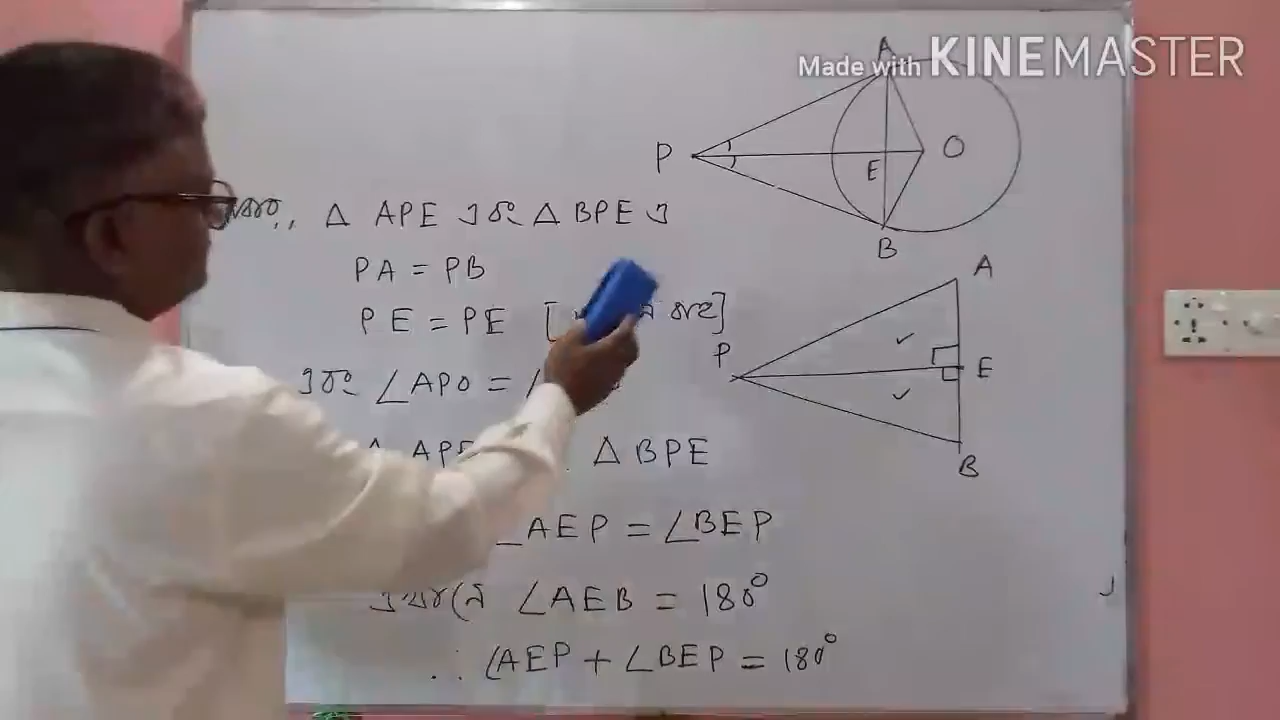 Made with KINEMASTER
A
P
E
O
B
Δ APE এবং Δ BPE এ
PA = PB
PE = PE
A
P
E
B
এবং ∠APO =
Δ BPE
∠AEP = ∠BEP
∠AEB = 180°
∴ ∠AEP + ∠BEP = 180°